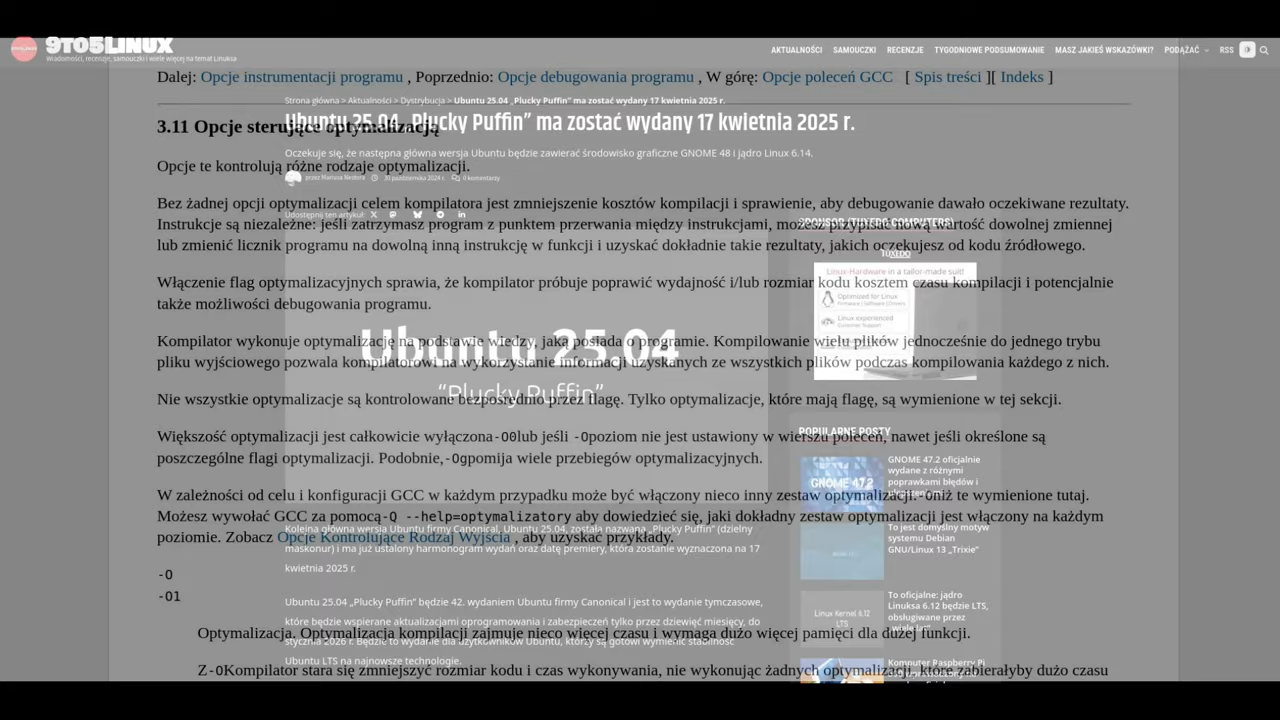 9TO5LINUX
Wiadomości, recenzje, samouczki i wiele więcej na temat Linuksa
AKTUALNOŚCI SAMOUCZKI RECENZJE TYGODNIOWE PODSUMOWANIE MASZ JAKIEŚ WSKAZÓWKI? PODĄŻAĆ RSS
Dalej: Opcje instrumentacji programu , Poprzednio: Opcje debugowania programu , W górę: Opcje poleceń GCC [ Spis treści ][ Indeks ]
Strona główna > Aktualności > Dystrybucja > Ubuntu 25.04 „Plucky Puffin” ma zostać wydany 17 kwietnia 2025 r.
Ubuntu 25.04 „Plucky Puffin” ma zostać wydany 17 kwietnia 2025 r.
3.11 Opcje sterujące optymalizacją
Oczekuje się, że następna główna wersja Ubuntu będzie zawierać środowisko graficzne GNOME 48 i jądro Linux 6.14.
Opcje te kontrolują różne rodzaje optymalizacji.
przez Mariusa Nestora 30 października 2024 r. 0 komentarzy
Bez żadnej opcji optymalizacji celem kompilatora jest zmniejszenie kosztów kompilacji i sprawienie, aby debugowanie dawało oczekiwane rezultaty.
Instrukcje są niezależne: jeśli zatrzymasz program z punktem przerwania między instrukcjami, możesz przypisać nową wartość dowolnej zmiennej
lub zmienić licznik programu na dowolną inną instrukcję w funkcji i uzyskać dokładnie takie rezultaty, jakich oczekujesz od kodu źródłowego.
Udostępnij ten artykuł
SPONSOR (TUXEDO COMPUTERS)
TUXEDO
Linux-Hardware in a tailor-made suit!
Optimized for Linux
Linux experienced
Włączenie flag optymalizacyjnych sprawia, że kompilator próbuje poprawić wydajność i/lub rozmiar kodu kosztem czasu kompilacji i potencjalnie
także możliwości debugowania programu.
Kompilator wykonuje optymalizację na podstawie wiedzy, jaką posiada o programie. Kompilowanie wielu plików jednocześnie do jednego trybu
pliku wyjściowego pozwala kompilatorowi na wykorzystanie informacji uzyskanych ze wszystkich plików podczas kompilowania każdego z nich.
Ubuntu 25.04
“Plucky Puffin”
Nie wszystkie optymalizacje są kontrolowane bezpośrednio przez flagę. Tylko optymalizacje, które mają flagę, są wymienione w tej sekcji.
Większość optymalizacji jest całkowicie wyłączona-O0lub jeśli -Opoziom nie jest ustawiony w wierszu poleceń, nawet jeśli określone są
poszczególne flagi optymalizacji. Podobnie,-Ogpomija wiele przebiegów optymalizacyjnych.
POPULARNE POSTY
GNOME 47.2
GNOME 47.2 oficjalnie
wydane z różnymi
poprawkami błędów i
W zależności od celu i konfiguracji GCC w każdym przypadku może być włączony nieco inny zestaw optymalizacji.-Oniż te wymienione tutaj.
Możesz wywołać GCC za pomocą-Q --help=optymalizatory aby dowiedzieć się, jaki dokładny zestaw optymalizacji jest włączony na każdym
poziomie. Zobacz Opcje Kontrolujące Rodzaj Wyjścia , aby uzyskać przykłady.
To jest domyślny motyw
systemu Debian
GNU/Linux 13 „Trixie”
Kolejna główna wersja Ubuntu firmy Canonical, Ubuntu 25.04, została nazwana „Plucky Puffin” (dzielny
maskonur) i ma już ustalony harmonogram wydań oraz datę premiery, która zostanie wyznaczona na 17
kwietnia 2025 r.
-O
-O1
Linux Kernel 6.12
LTS
To oficjalne: jądro
Linuksa 6.12 będzie LTS,
obsługiwane przez
Ubuntu 25.04 „Plucky Puffin” będzie 42. wydaniem Ubuntu firmy Canonical i jest to wydanie tymczasowe,
które będzie wspierane aktualizacjami oprogramowania i zabezpieczeń tylko przez dziewięć miesięcy, do
stycznia 2026 r. Będzie to wydanie dla użytkowników Ubuntu, którzy są gotowi wymienić stabilność
Ubuntu LTS na najnowsze technologie.
Optymalizacja, Optymalizacja kompilacji zajmuje nieco więcej czasu i wymaga dużo więcej pamięci dla dużej funkcji.
Z-OKompilator stara się zmniejszyć rozmiar kodu i czas wykonywania, nie wykonując żadnych optymalizacji, które zabierałyby dużo czasu
Komputer Raspberry Pi